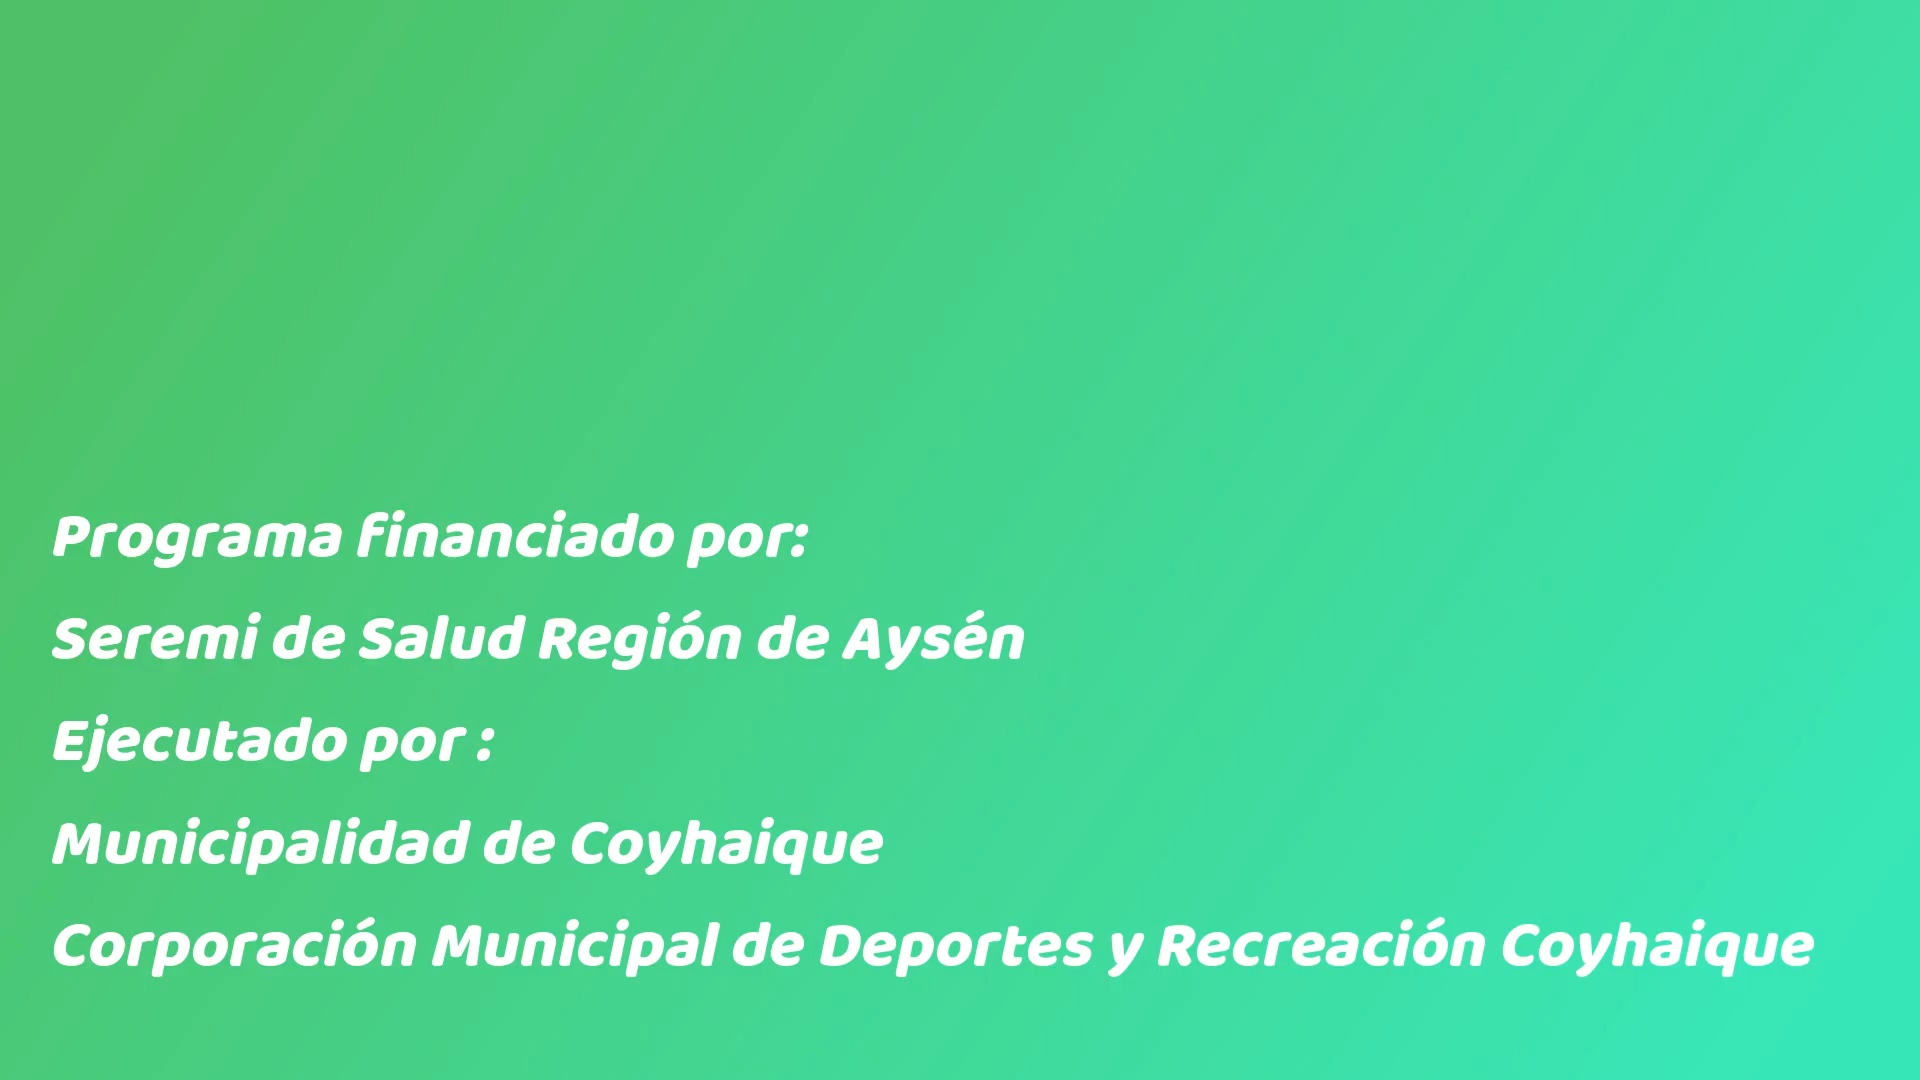 Programa financiado por:
Seremi de Salud Región de Aysén
Ejecutado por :
Municipalidad de Coyhaique
Corporación Municipal de Deportes y Recreación Coyhaique